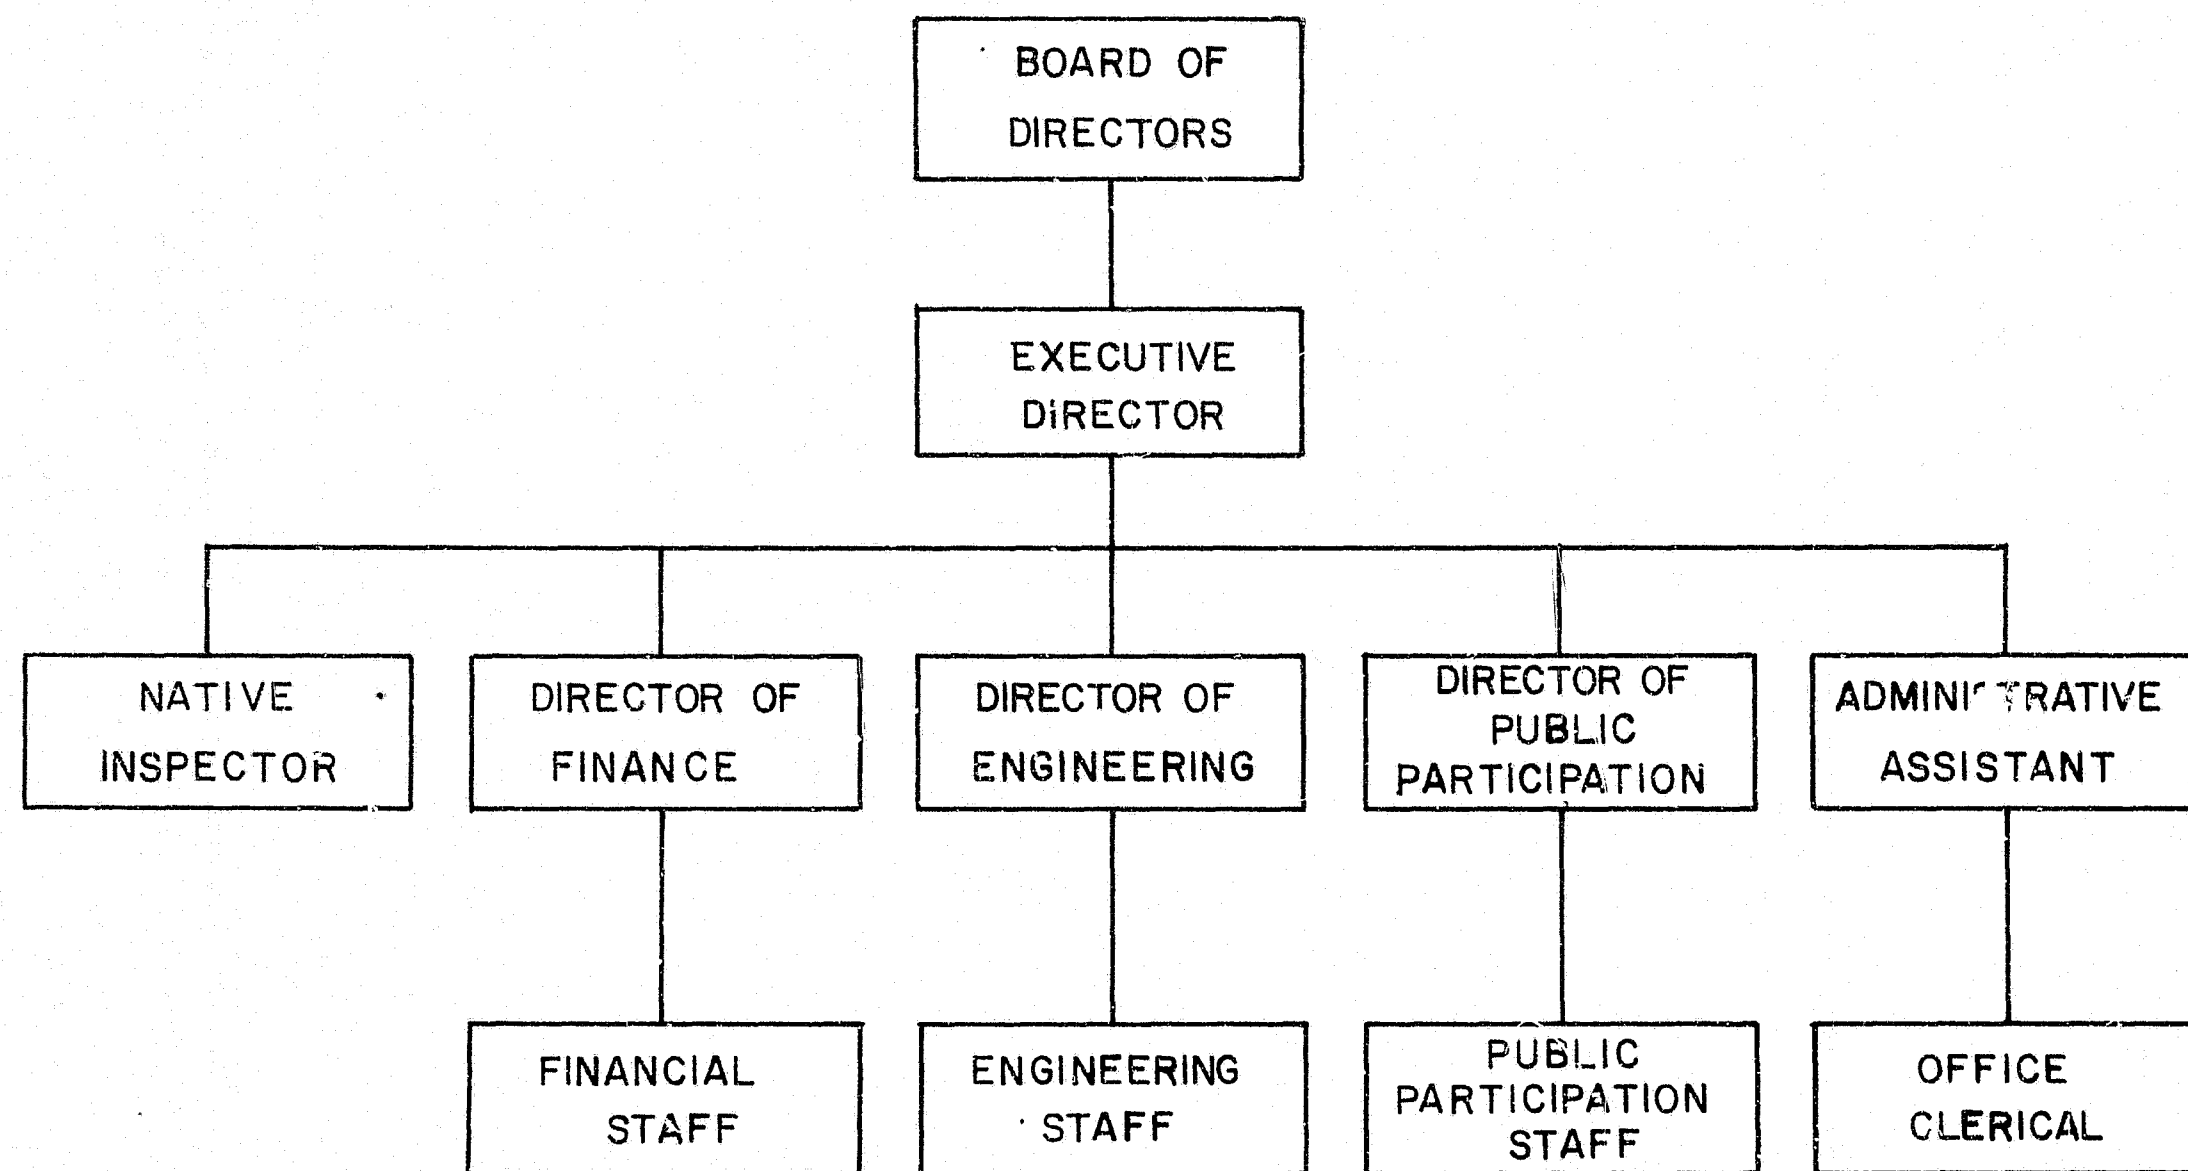 BOARD OF
DIRECTORS
EXECUTIVE
DIRECTOR
NATIVE
INSPECTOR
DIRECTOR OF
FINANCE
DIRECTOR OF
ENGINEERING
DIRECTOR OF
PUBLIC
PARTICIPATION
ADMINISTRATIVE
ASSISTANT
FINANCIAL
STAFF
ENGINEERING
STAFF
PUBLIC
PARTICIPATION
STAFF
OFFICE
CLERICAL